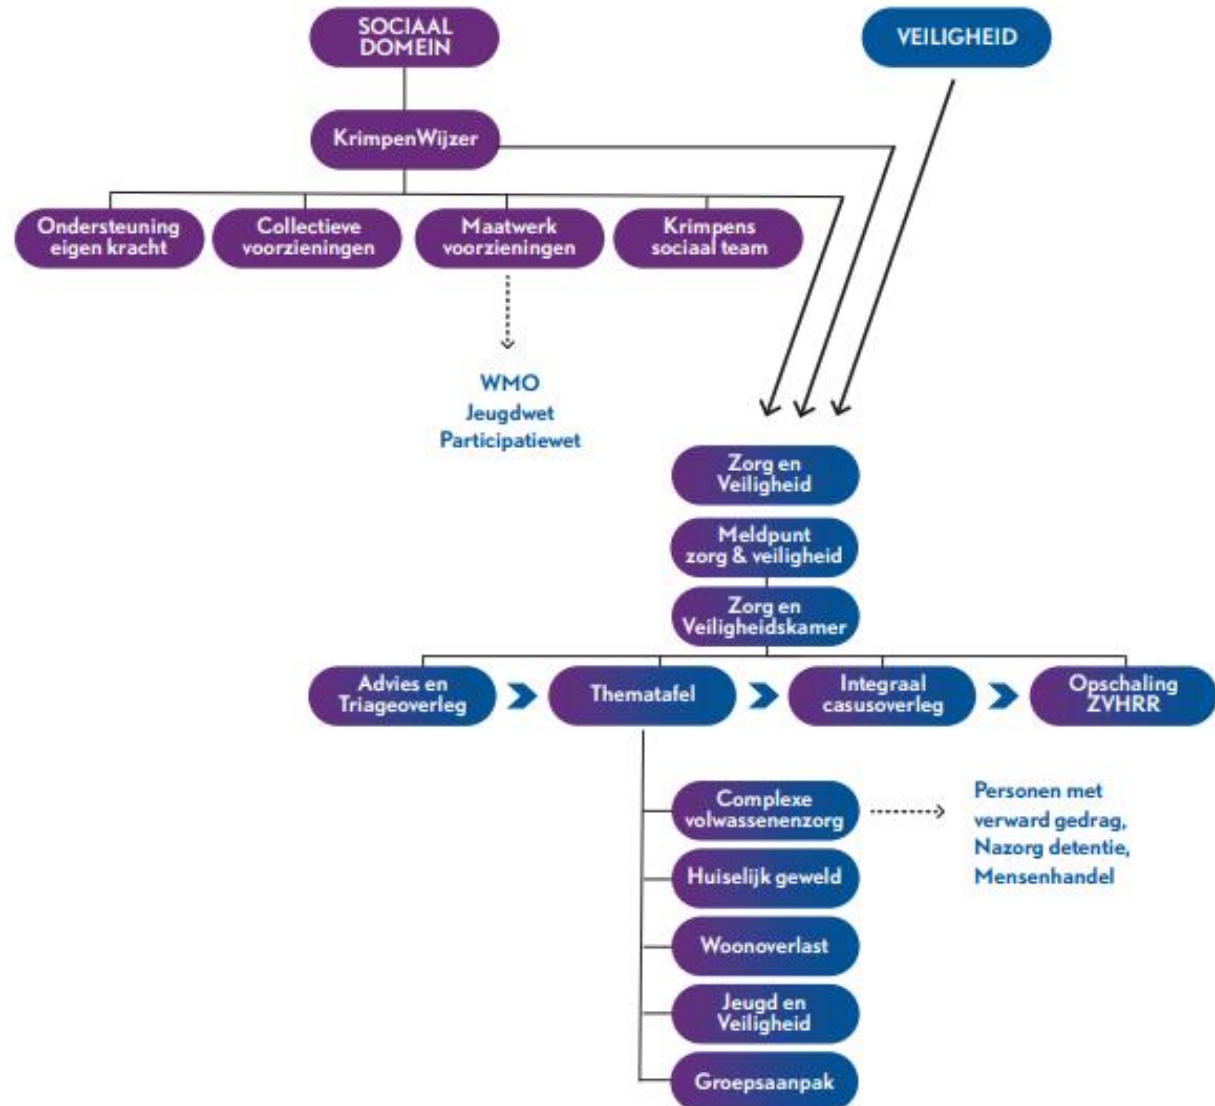 SOCIAAL
DOMEIN
VEILIGHEID
KrimpenWijzer
Ondersteuning
eigen kracht
Collectieve
voorzieningen
Maatwerk
voorzieningen
Krimpens
sociaal team
WMO
Jeugdwet
Participatiewet
Zorg en
Veiligheid
Meldpunt
zorg & veiligheid
Zorg en
Veiligheidskamer
Advies en
Triageoverleg
Thematafel
Integraal
casusoverleg
Opschaling
ZVHRR
Complexe
volwassenenzorg
Personen met
verward gedrag,
Nazorg detentie,
Mensenhandel
Huiselijk geweld
Woonoverlast
Jeugd en
Veiligheid
Groepsaanpak